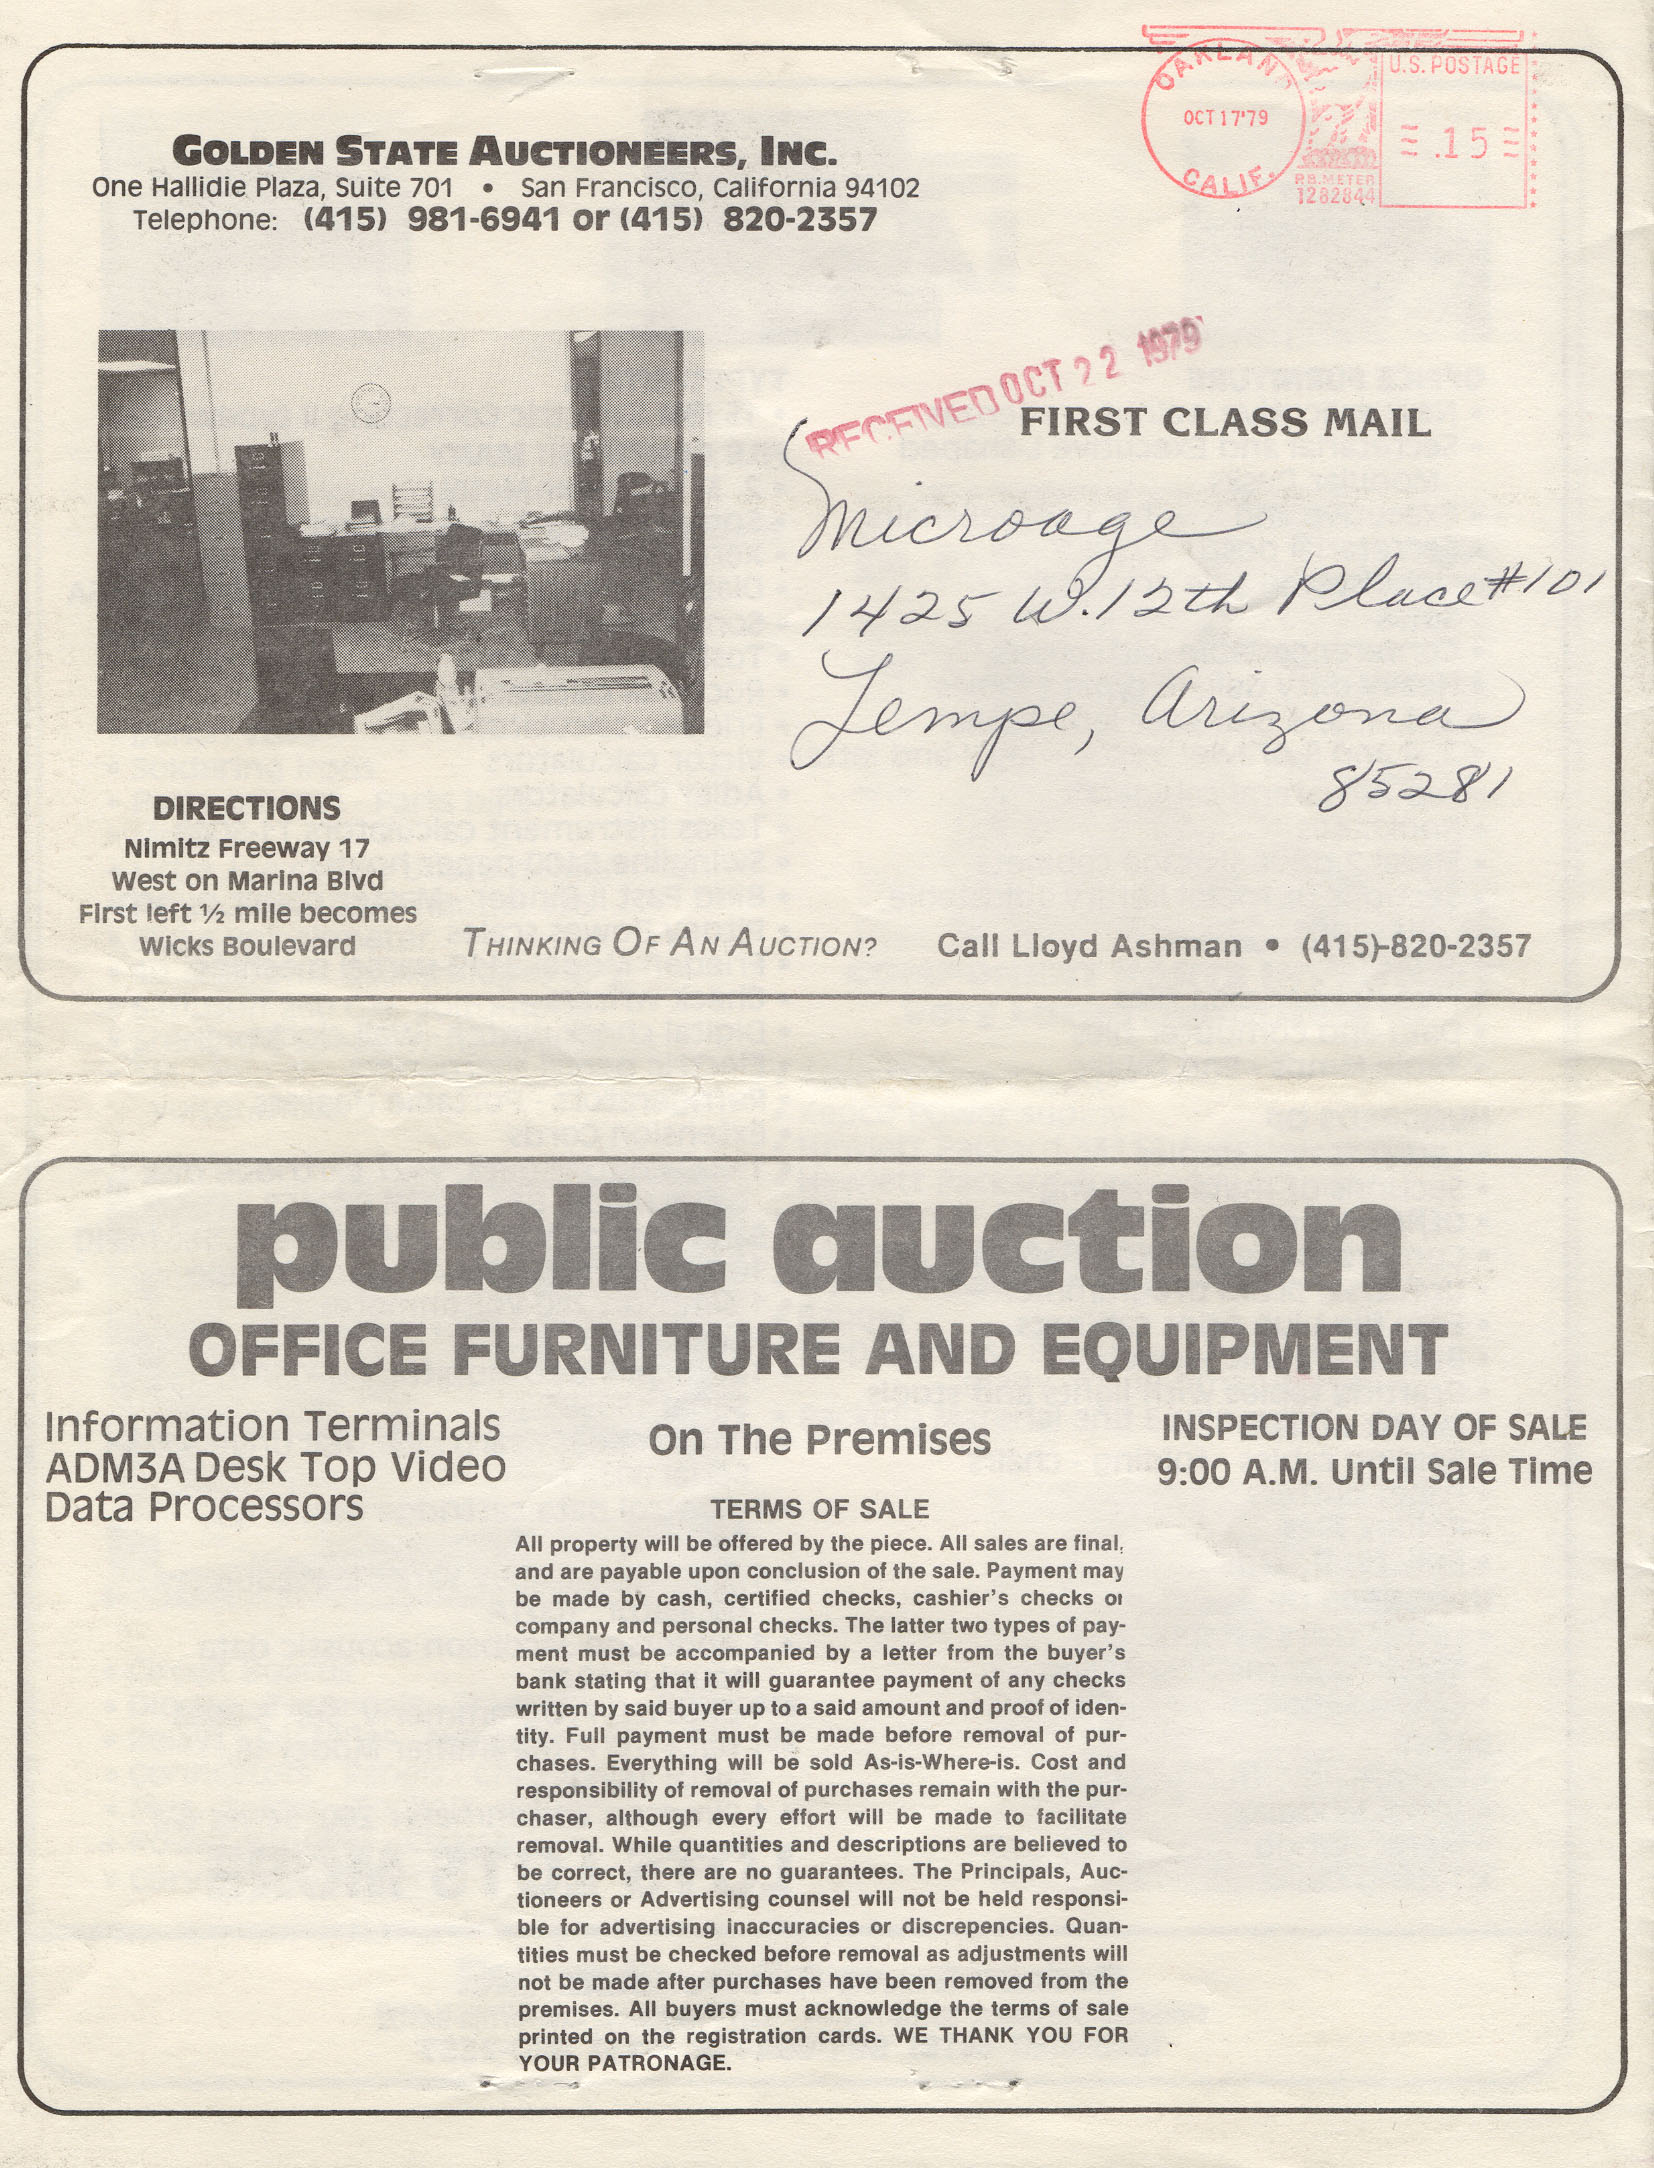 OAKLAND
OCT 17'79
CALIF.
P.B. METER
1282844
U.S. POSTAGE
.15
GOLDEN STATE AUCTIONEERS, INC.
One Hallidie Plaza, Suite 701 • San Francisco, California 94102
Telephone: (415) 981-6941 or (415) 820-2357
RECEIVED OCT 22 1979
FIRST CLASS MAIL
Microage
1425 W. 12th Place #101
Tempe, Arizona
85281
DIRECTIONS
Nimitz Freeway 17
West on Marina Blvd
First left ½ mile becomes
Wicks Boulevard
THINKING OF AN AUCTION? Call Lloyd Ashman • (415)-820-2357
public auction
OFFICE FURNITURE AND EQUIPMENT
Information Terminals
ADM3A Desk Top Video
Data Processors
On The Premises
INSPECTION DAY OF SALE
9:00 A.M. Until Sale Time
TERMS OF SALE
All property will be offered by the piece. All sales are final,
and are payable upon conclusion of the sale. Payment may
be made by cash, certified checks, cashier's checks or
company and personal checks. The latter two types of pay-
ment must be accompanied by a letter from the buyer's
bank stating that it will guarantee payment of any checks
written by said buyer up to a said amount and proof of iden-
tity. Full payment must be made before removal of pur-
chases. Everything will be sold As-is-Where-is. Cost and
responsibility of removal of purchases remain with the pur-
chaser, although every effort will be made to facilitate
removal. While quantities and descriptions are believed to
be correct, there are no guarantees. The Principals, Auc-
tioneers or Advertising counsel will not be held responsi-
ble for advertising inaccuracies or discrepencies. Quan-
tities must be checked before removal as adjustments will
not be made after purchases have been removed from the
premises. All buyers must acknowledge the terms of sale
printed on the registration cards. WE THANK YOU FOR
YOUR PATRONAGE.